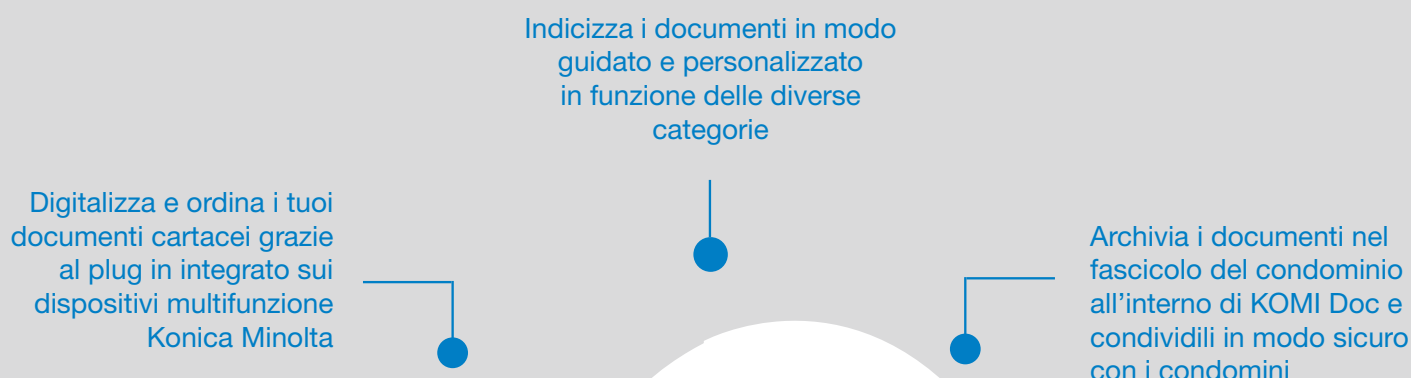 Indicizza i documenti in modo
guidato e personalizzato
in funzione delle diverse
categorie
Digitalizza e ordina i tuoi
documenti cartacei grazie
al plug in integrato sui
dispositivi multifunzione
Konica Minolta
Archivia i documenti nel
fascicolo del condominio
all’interno di KOMI Doc e
condividili in modo sicuro
con i condomini